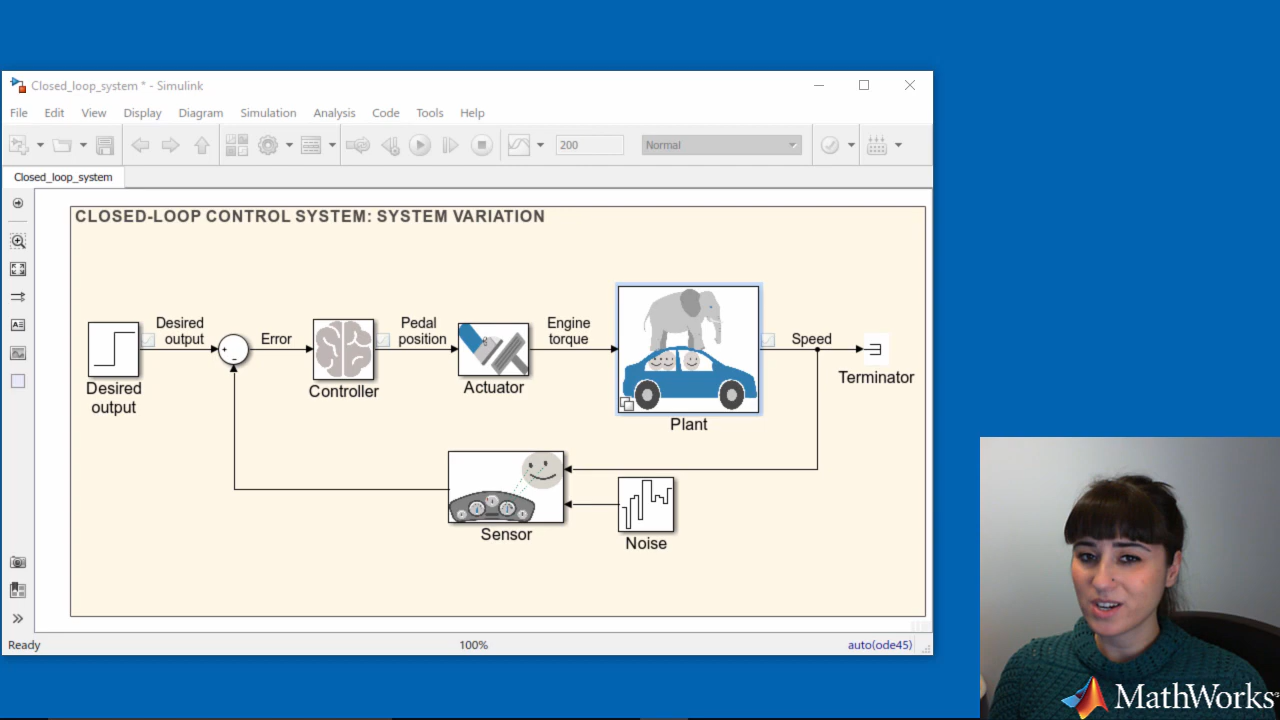 Closed_loop_system * - Simulink
File Edit View Display Diagram Simulation Analysis Code Tools Help
200 Normal
Closed_loop_system
CLOSED-LOOP CONTROL SYSTEM: SYSTEM VARIATION
Desired
output
Error
Pedal
position
Engine
torque
Speed
Desired
output
Controller
Actuator
Plant
Terminator
Sensor
Noise
Ready 100% auto(ode45)
MathWorks